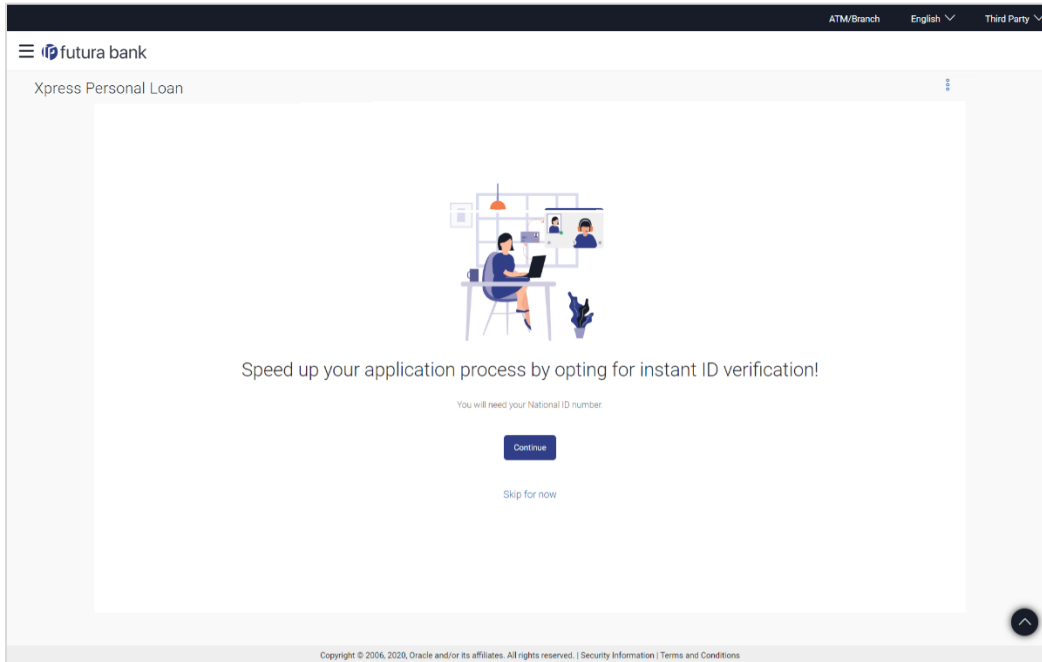 ATM/Branch English Third Party
futura bank
Xpress Personal Loan
Speed up your application process by opting for instant ID verification!
You will need your National ID number.
Continue
Skip for now
Copyright © 2006, 2020, Oracle and/or its affiliates. All rights reserved. | Security Information | Terms and Conditions